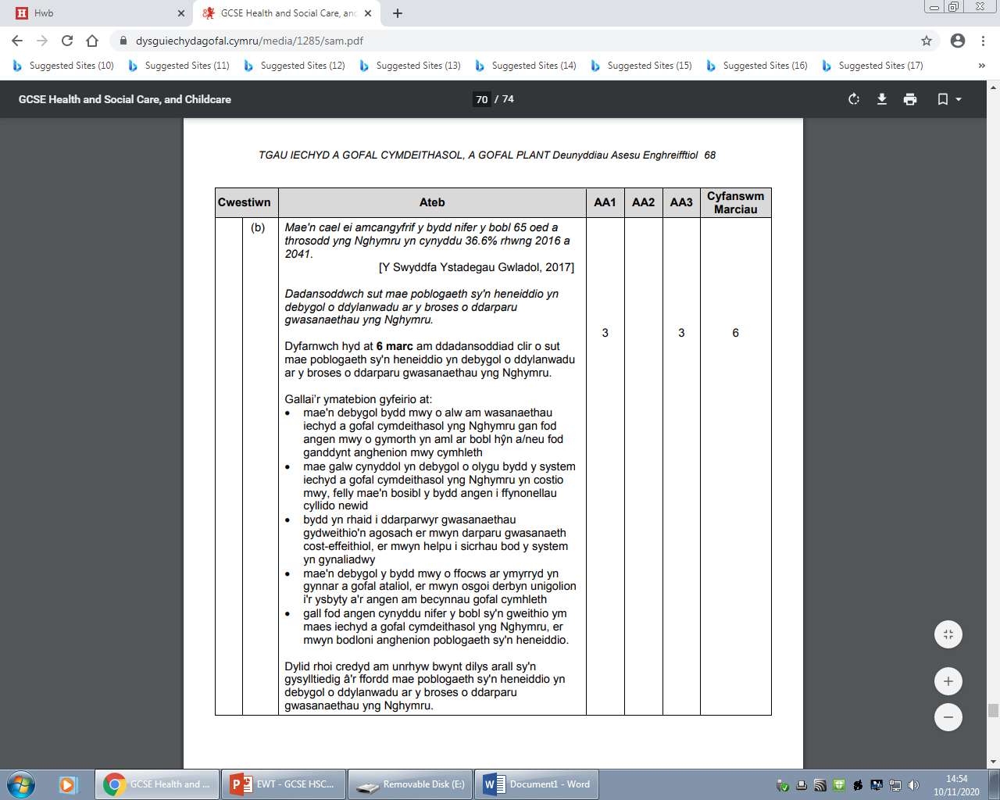 Hwb
GCSE Health and Social Care, and
dysguiechydagofal.cymru/media/1285/sam.pdf
Suggested Sites (10) Suggested Sites (11) Suggested Sites (12) Suggested Sites (13) Suggested Sites (14) Suggested Sites (15) Suggested Sites (16) Suggested Sites (17) »
GCSE Health and Social Care, and Childcare 70 / 74
TGAU IECHYD A GOFAL CYMDEITHASOL, A GOFAL PLANT Deunyddiau Asesu Enghreifftiol 68
Cwestiwn Ateb AA1 AA2 AA3 Cyfanswm
Marciau
(b) Mae'n cael ei amcangyfrif y bydd nifer y bobl 65 oed a
throsodd yng Nghymru yn cynyddu 36.6% rhwng 2016 a
2041.
[Y Swyddfa Ystadegau Gwladol, 2017]
Dadansoddwch sut mae poblogaeth sy'n heneiddio yn
debygol o ddylanwadu ar y broses o ddarparu
gwasanaethau yng Nghymru.
3 3 6
Dyfarnwch hyd at 6 marc am ddadansoddiad clir o sut
mae poblogaeth sy'n heneiddio yn debygol o ddylanwadu
ar y broses o ddarparu gwasanaethau yng Nghymru.
Gallai'r ymatebion gyfeirio at:
• mae'n debygol bydd mwy o alw am wasanaethau
iechyd a gofal cymdeithasol yng Nghymru gan fod
angen mwy o gymorth yn aml ar bobl hŷn a/neu fod
ganddynt anghenion mwy cymhleth
• mae galw cynyddol yn debygol o olygu bydd y system
iechyd a gofal cymdeithasol yng Nghymru yn costio
mwy, felly mae'n bosibl y bydd angen i ffynonellau
cyllido newid
• bydd yn rhaid i ddarparwyr gwasanaethau
gydweithio'n agosach er mwyn darparu gwasanaeth
cost-effeithiol, er mwyn helpu i sicrhau bod y system
yn gynaliadwy
• mae'n debygol y bydd mwy o ffocws ar ymyrryd yn
gynnar a gofal ataliol, er mwyn osgoi derbyn unigolion
i'r ysbyty a'r angen am becynnau gofal cymhleth
• gall fod angen cynyddu nifer y bobl sy'n gweithio ym
maes iechyd a gofal cymdeithasol yng Nghymru, er
mwyn bodloni anghenion poblogaeth sy'n heneiddio.
Dylid rhoi credyd am unrhyw bwynt dilys arall sy'n
gysylltiedig â'r ffordd mae poblogaeth sy'n heneiddio yn
debygol o ddylanwadu ar y broses o ddarparu
gwasanaethau yng Nghymru.
GCSE Health and ... EWT - GCSE HSC... Removable Disk (E:) Document1 - Word 14:54
10/11/2020